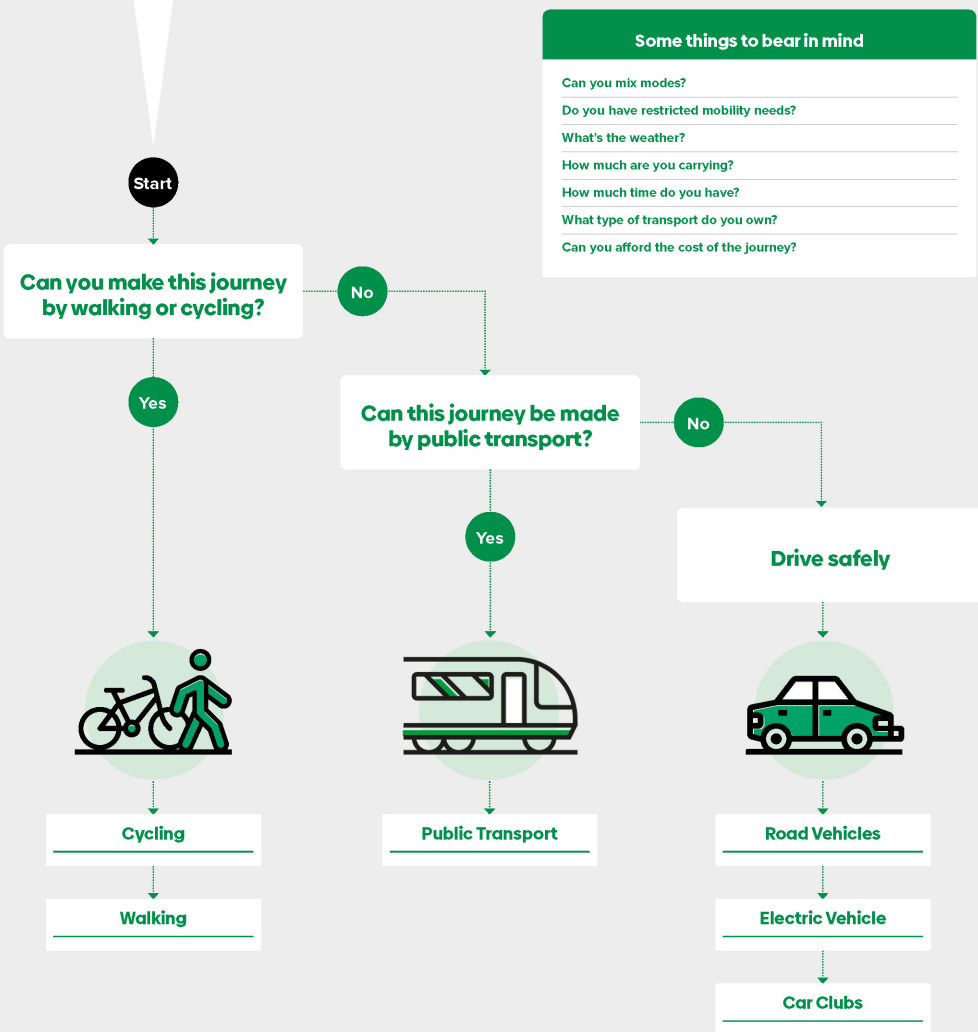 Some things to bear in mind
Can you mix modes?
Do you have restricted mobility needs?
What's the weather?
How much are you carrying?
How much time do you have?
What type of transport do you own?
Can you afford the cost of the journey?
Start
Can you make this journey
by walking or cycling?
No
Yes
Can this journey be made
by public transport?
No
Yes
Drive safely
Cycling
Public Transport
Road Vehicles
Walking
Electric Vehicle
Car Clubs